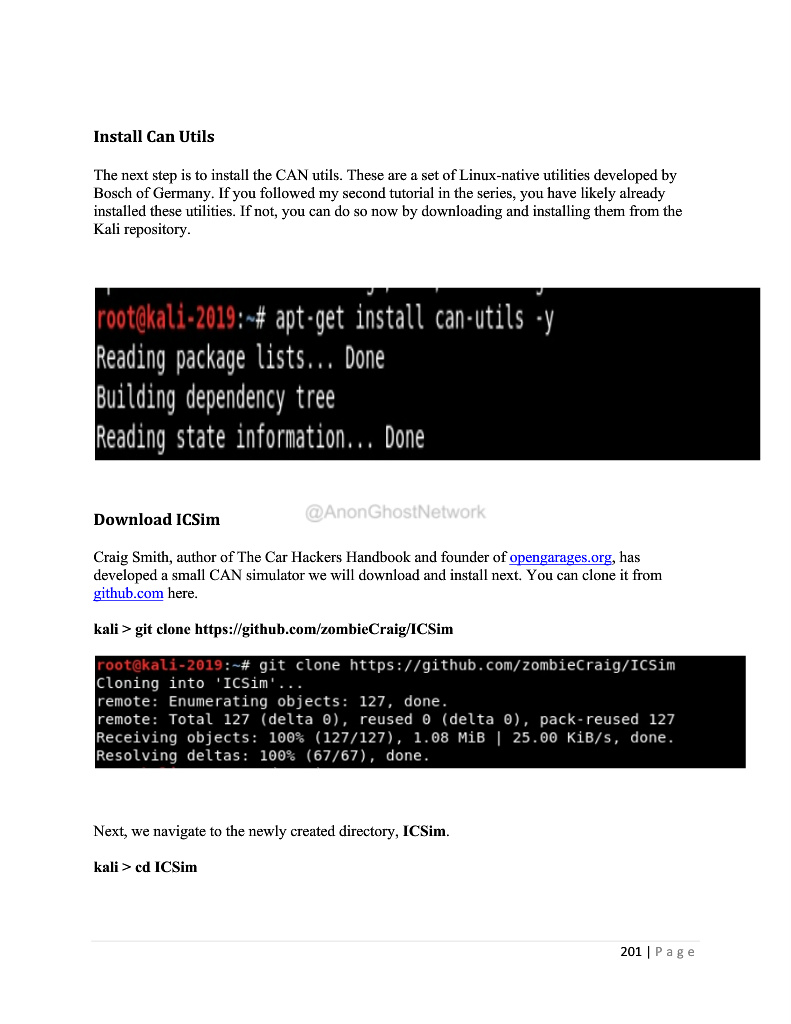 Install Can Utils
The next step is to install the CAN utils. These are a set of Linux-native utilities developed by
Bosch of Germany. If you followed my second tutorial in the series, you have likely already
installed these utilities. If not, you can do so now by downloading and installing them from the
Kali repository.
root@kali-2019:~# apt-get install can-utils -y
Reading package lists... Done
Building dependency tree
Reading state information... Done
@AnonGhostNetwork
Download ICSim
Craig Smith, author of The Car Hackers Handbook and founder of opengarages.org, has
developed a small CAN simulator we will download and install next. You can clone it from
github.com here.
kali > git clone https://github.com/zombieCraig/ICSim
root@kali-2019:~# git clone https://github.com/zombieCraig/ICSim
Cloning into 'ICSim'...
remote: Enumerating objects: 127, done.
remote: Total 127 (delta 0), reused 0 (delta 0), pack-reused 127
Receiving objects: 100% (127/127), 1.08 MiB | 25.00 KiB/s, done.
Resolving deltas: 100% (67/67), done.
Next, we navigate to the newly created directory, ICSim.
kali > cd ICSim
201 | Page